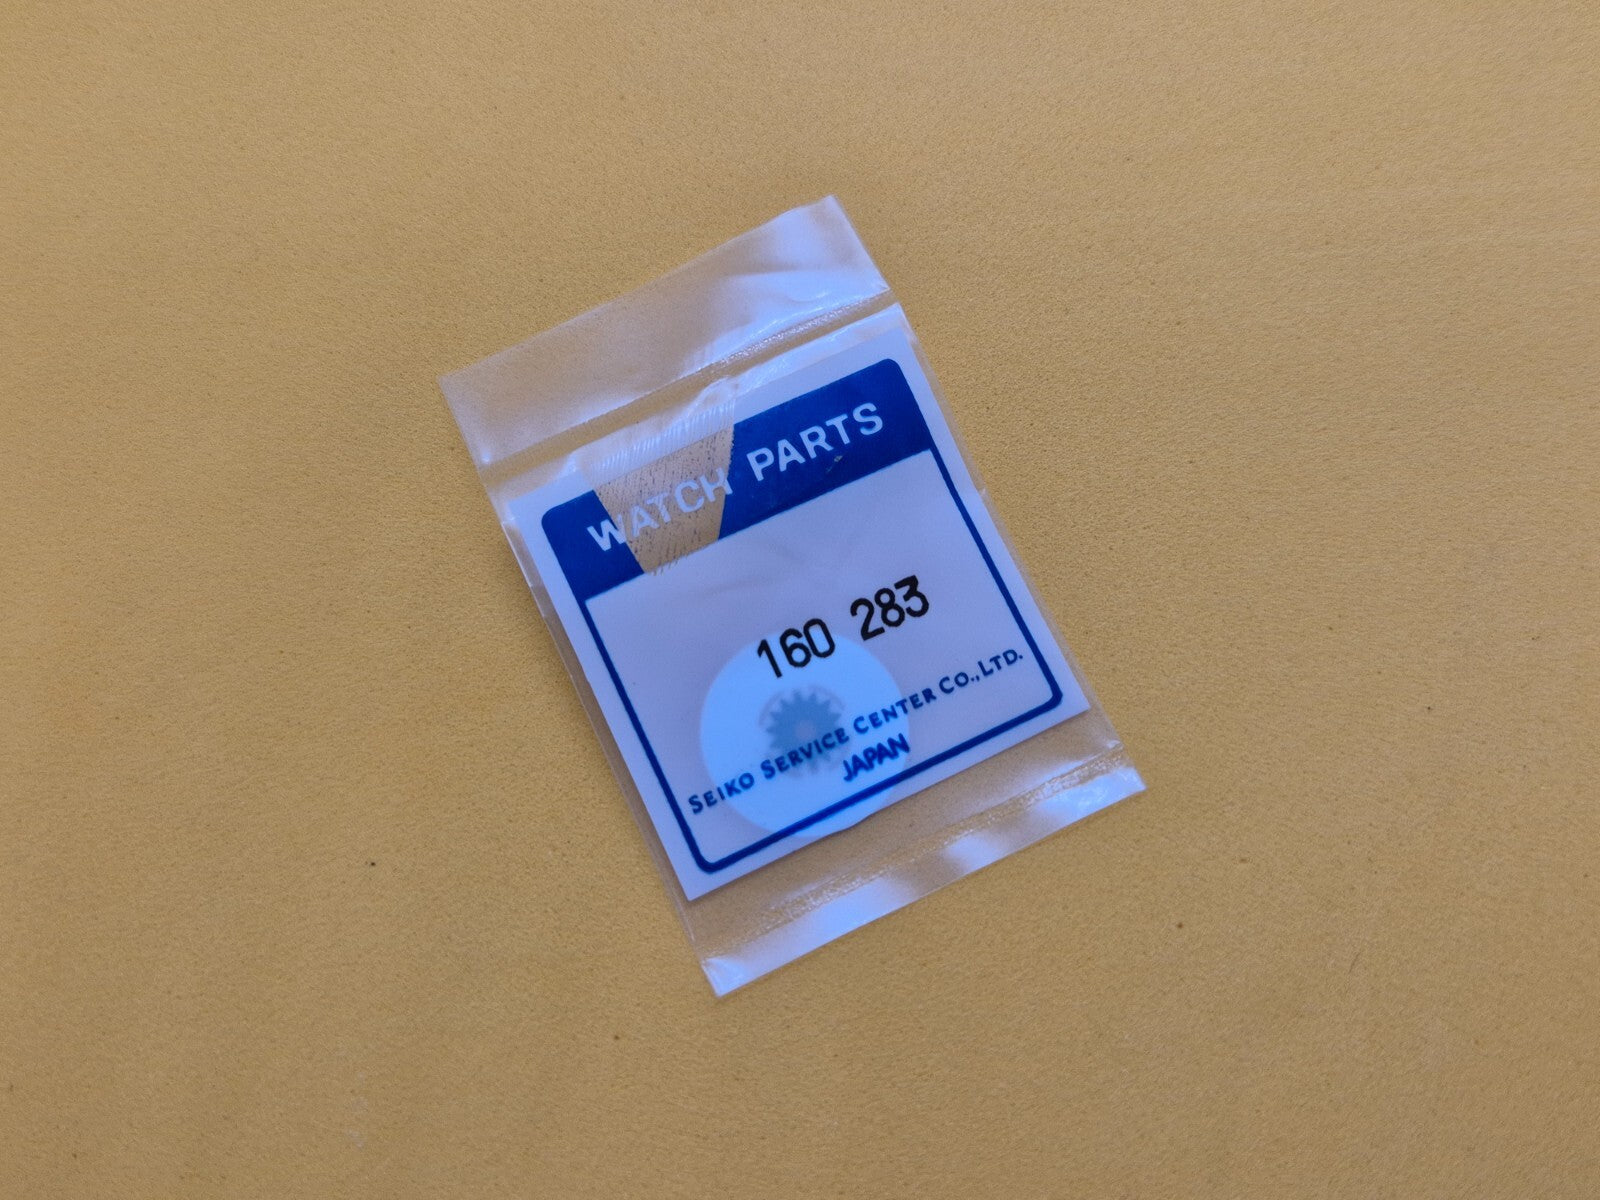 WATCH PARTS
160 283
SEIKO SERVICE CENTER CO.,LTD.
JAPAN